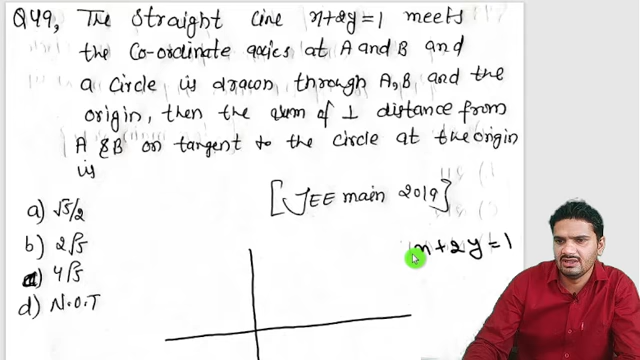 Q49, The Straight line x+2y=1 meets
the Co-ordinate axies at A and B and
a circle is drawn through A,B and the
origin, then the sum of ⊥ distance from
A &B on tangent to the circle at the origin
is
[JEE main 2019]
a) √5/2
b) 2√5
c) 4√5
d) N.O.T
x+2y=1